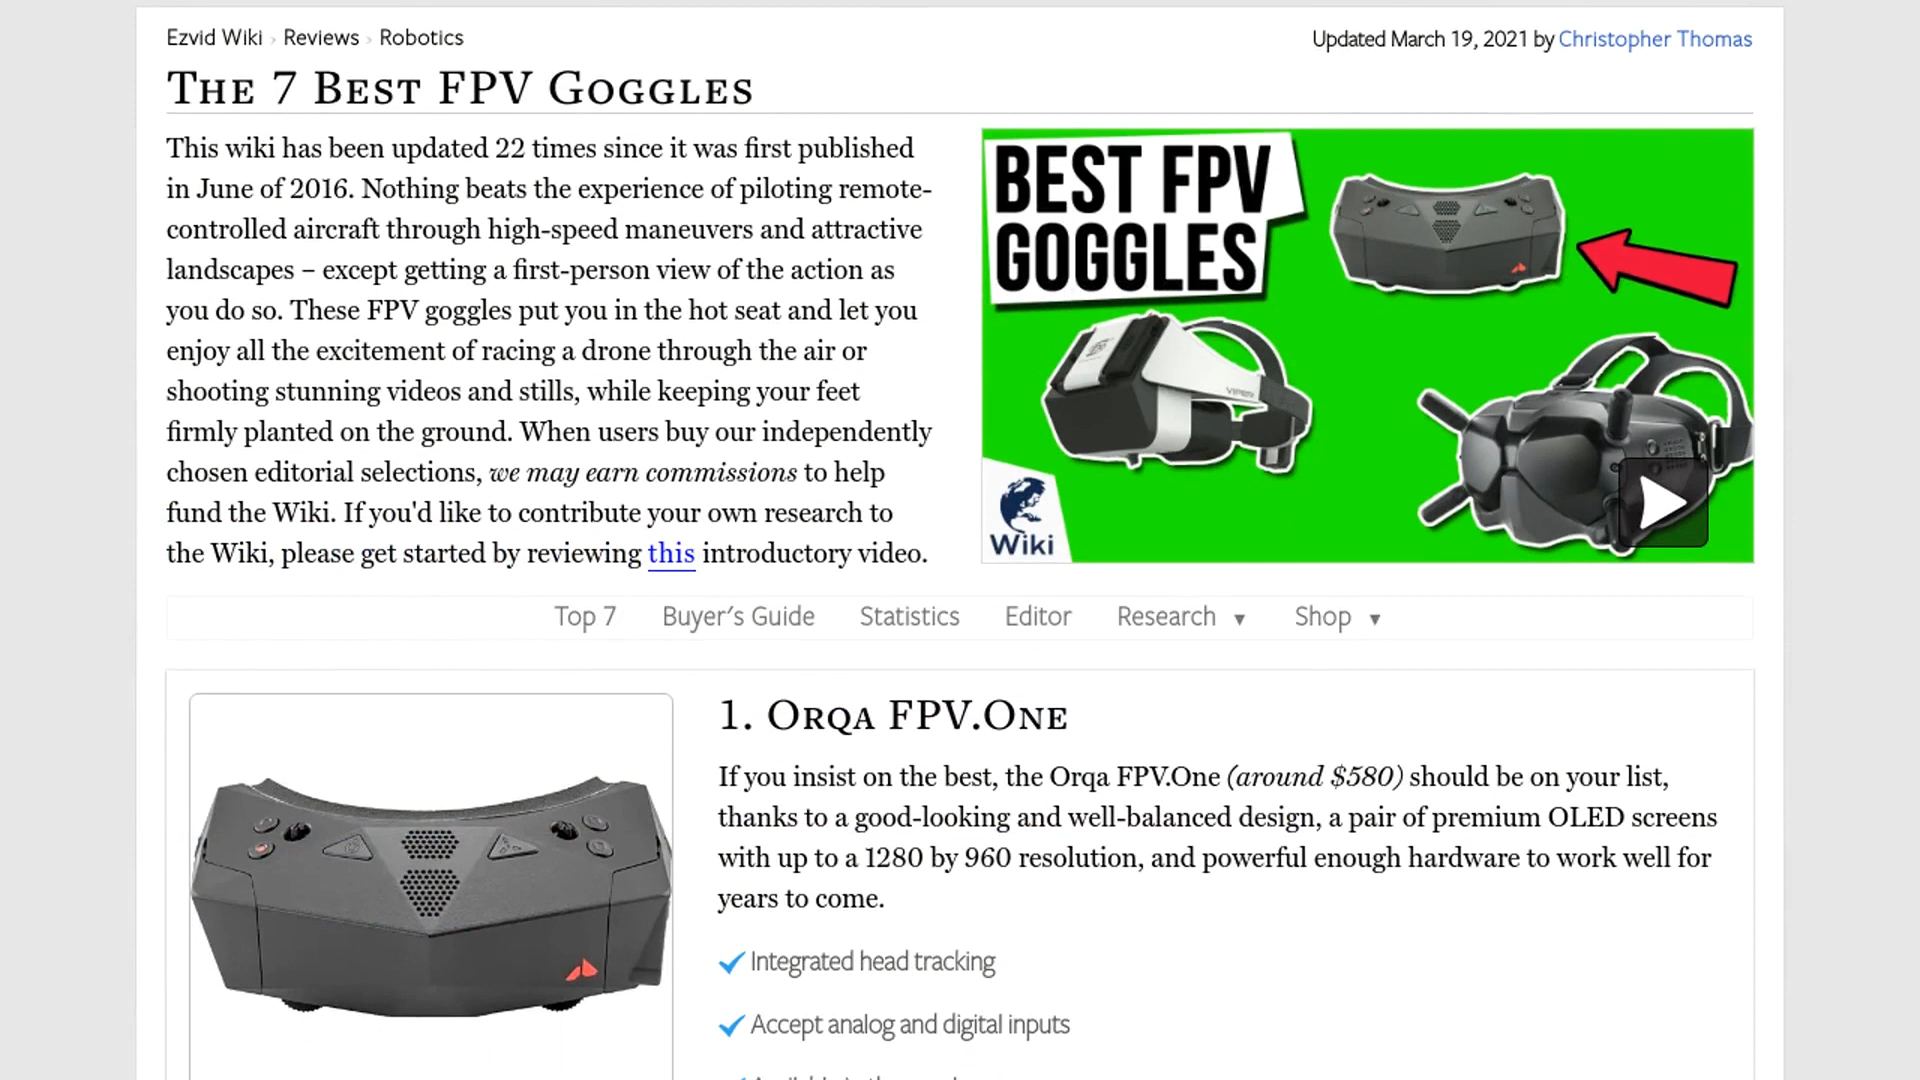 Ezvid Wiki › Reviews › Robotics
Updated March 19, 2021 by Christopher Thomas
The 7 Best FPV Goggles
This wiki has been updated 22 times since it was first published
in June of 2016. Nothing beats the experience of piloting remote-
controlled aircraft through high-speed maneuvers and attractive
landscapes – except getting a first-person view of the action as
you do so. These FPV goggles put you in the hot seat and let you
enjoy all the excitement of racing a drone through the air or
shooting stunning videos and stills, while keeping your feet
firmly planted on the ground. When users buy our independently
chosen editorial selections, we may earn commissions to help
fund the Wiki. If you'd like to contribute your own research to
the Wiki, please get started by reviewing this introductory video.
BEST FPV
GOGGLES
VIPER
Wiki
Top 7 Buyer's Guide Statistics Editor Research ▼ Shop ▼
1. Orqa FPV.One
If you insist on the best, the Orqa FPV.One (around $580) should be on your list,
thanks to a good-looking and well-balanced design, a pair of premium OLED screens
with up to a 1280 by 960 resolution, and powerful enough hardware to work well for
years to come.
Integrated head tracking
Accept analog and digital inputs